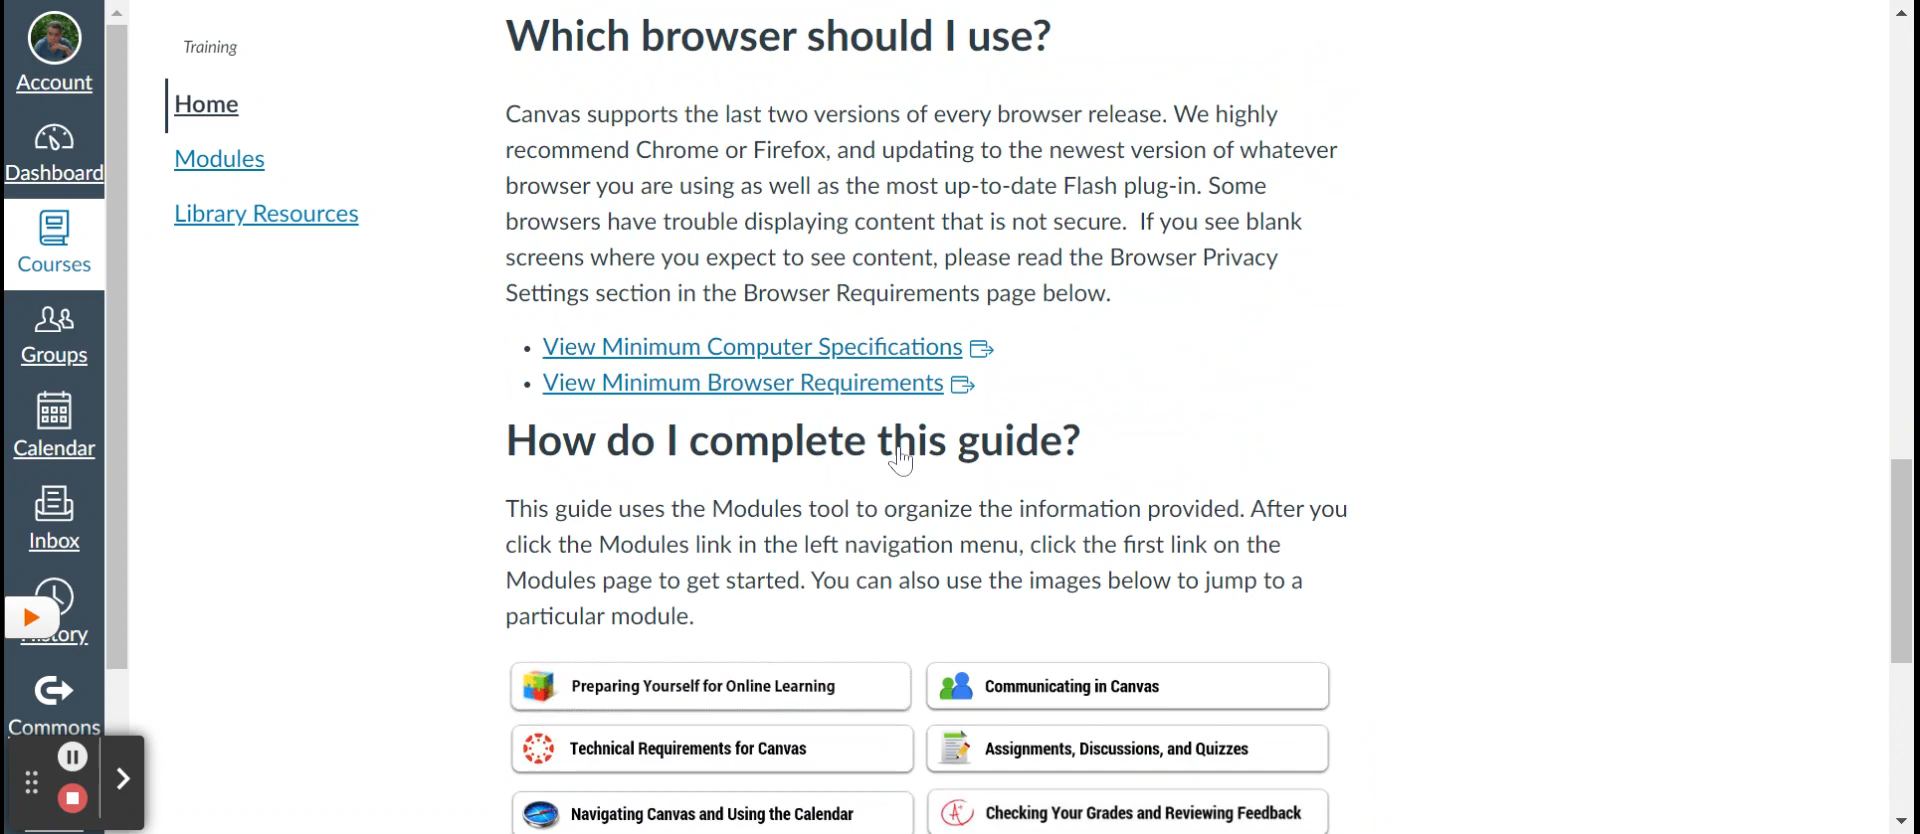 Account
Dashboard
Courses
Groups
Calendar
Inbox
History
Commons
Training
Home
Modules
Library Resources
Which browser should I use?
Canvas supports the last two versions of every browser release. We highly
recommend Chrome or Firefox, and updating to the newest version of whatever
browser you are using as well as the most up-to-date Flash plug-in. Some
browsers have trouble displaying content that is not secure.  If you see blank
screens where you expect to see content, please read the Browser Privacy
Settings section in the Browser Requirements page below.
• View Minimum Computer Specifications
• View Minimum Browser Requirements
How do I complete this guide?
This guide uses the Modules tool to organize the information provided. After you
click the Modules link in the left navigation menu, click the first link on the
Modules page to get started. You can also use the images below to jump to a
particular module.
Preparing Yourself for Online Learning
Communicating in Canvas
Technical Requirements for Canvas
Assignments, Discussions, and Quizzes
Navigating Canvas and Using the Calendar
Checking Your Grades and Reviewing Feedback